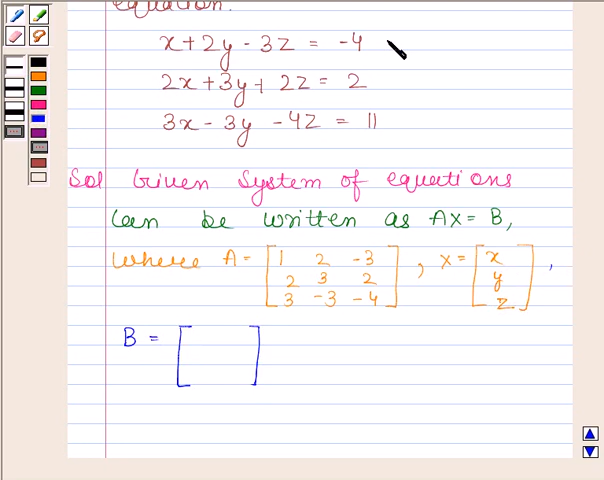 equation.
x + 2y - 3z = -4
2x + 3y + 2z = 2
3x - 3y - 4z = 11
Sol Given system of equations
can be written as AX = B,
where A = [ 1 2 -3 ] , X = [ x ] ,
2 3 2 y
3 -3 -4 z
B = [ ]